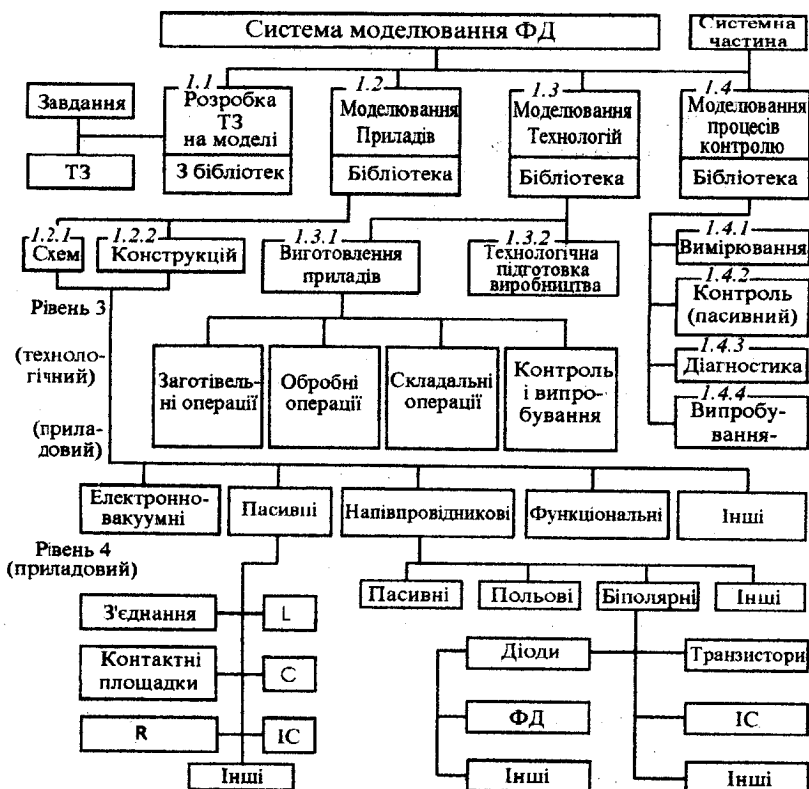 Система моделювання ФД
Системна
частина
Завдання
ТЗ
1.1
Розробка
ТЗ
на моделі
З бібліотек
1.2
Моделювання
Приладів
Бібліотека
1.3
Моделювання
Технологій
Бібліотека
1.4
Моделювання
процесів
контролю
Бібліотека
1.2.1
Схем
1.2.2
Конструкцій
1.3.1
Виготовлення
приладів
1.3.2
Технологічна
підготовка
виробництва
1.4.1
Вимірювання
1.4.2
Контроль
(пасивний)
1.4.3
Діагностика
1.4.4
Випробу-
вання-
Рівень 3
(техноло-
гічний)
(прила-
довий)
Заготівель-
ні операції
Обробні
операції
Складальні
операції
Контроль
і випро-
бування
Електронно-
вакуумні
Пасивні
Напівпровідникові
Функціональні
Інші
Рівень 4
(приладовий)
Пасивні
Польові
Біполярні
Інші
З'єднання
L
Контактні
площадки
C
R
ІС
Інші
Діоди
Транзистори
ФД
ІС
Інші
Інші